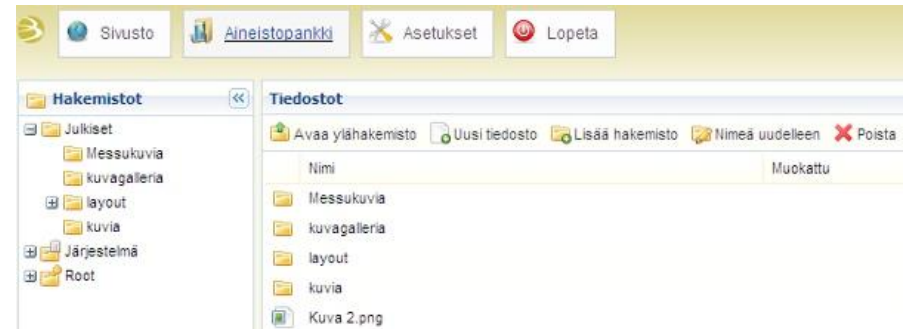 Sivusto Aineistopankki Asetukset Lopeta
Hakemistot
Julkiset
Messukuvia
kuvagalleria
layout
kuvia
Järjestelmä
Root
Tiedostot
Avaa ylähakemisto Uusi tiedosto Lisää hakemisto Nimeä uudelleen Poista
Nimi Muokattu
Messukuvia
kuvagalleria
layout
kuvia
Kuva 2.png